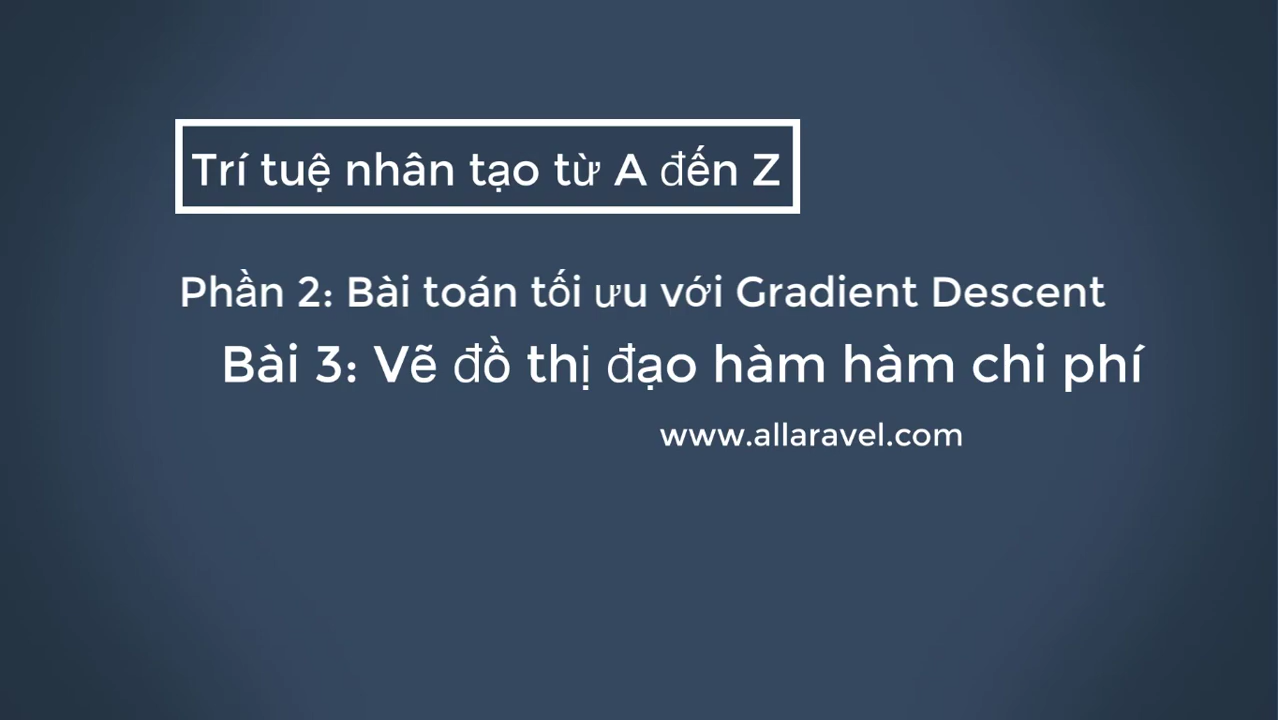 Trí tuệ nhân tạo từ A đến Z
Phần 2: Bài toán tối ưu với Gradient Descent
Bài 3: Vẽ đồ thị đạo hàm hàm chi phí
www.allaravel.com